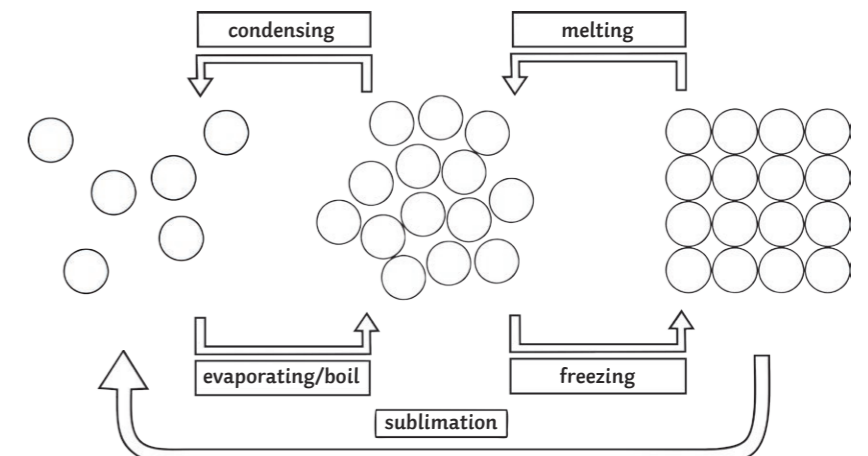 condensing
melting
evaporating/boil
freezing
sublimation